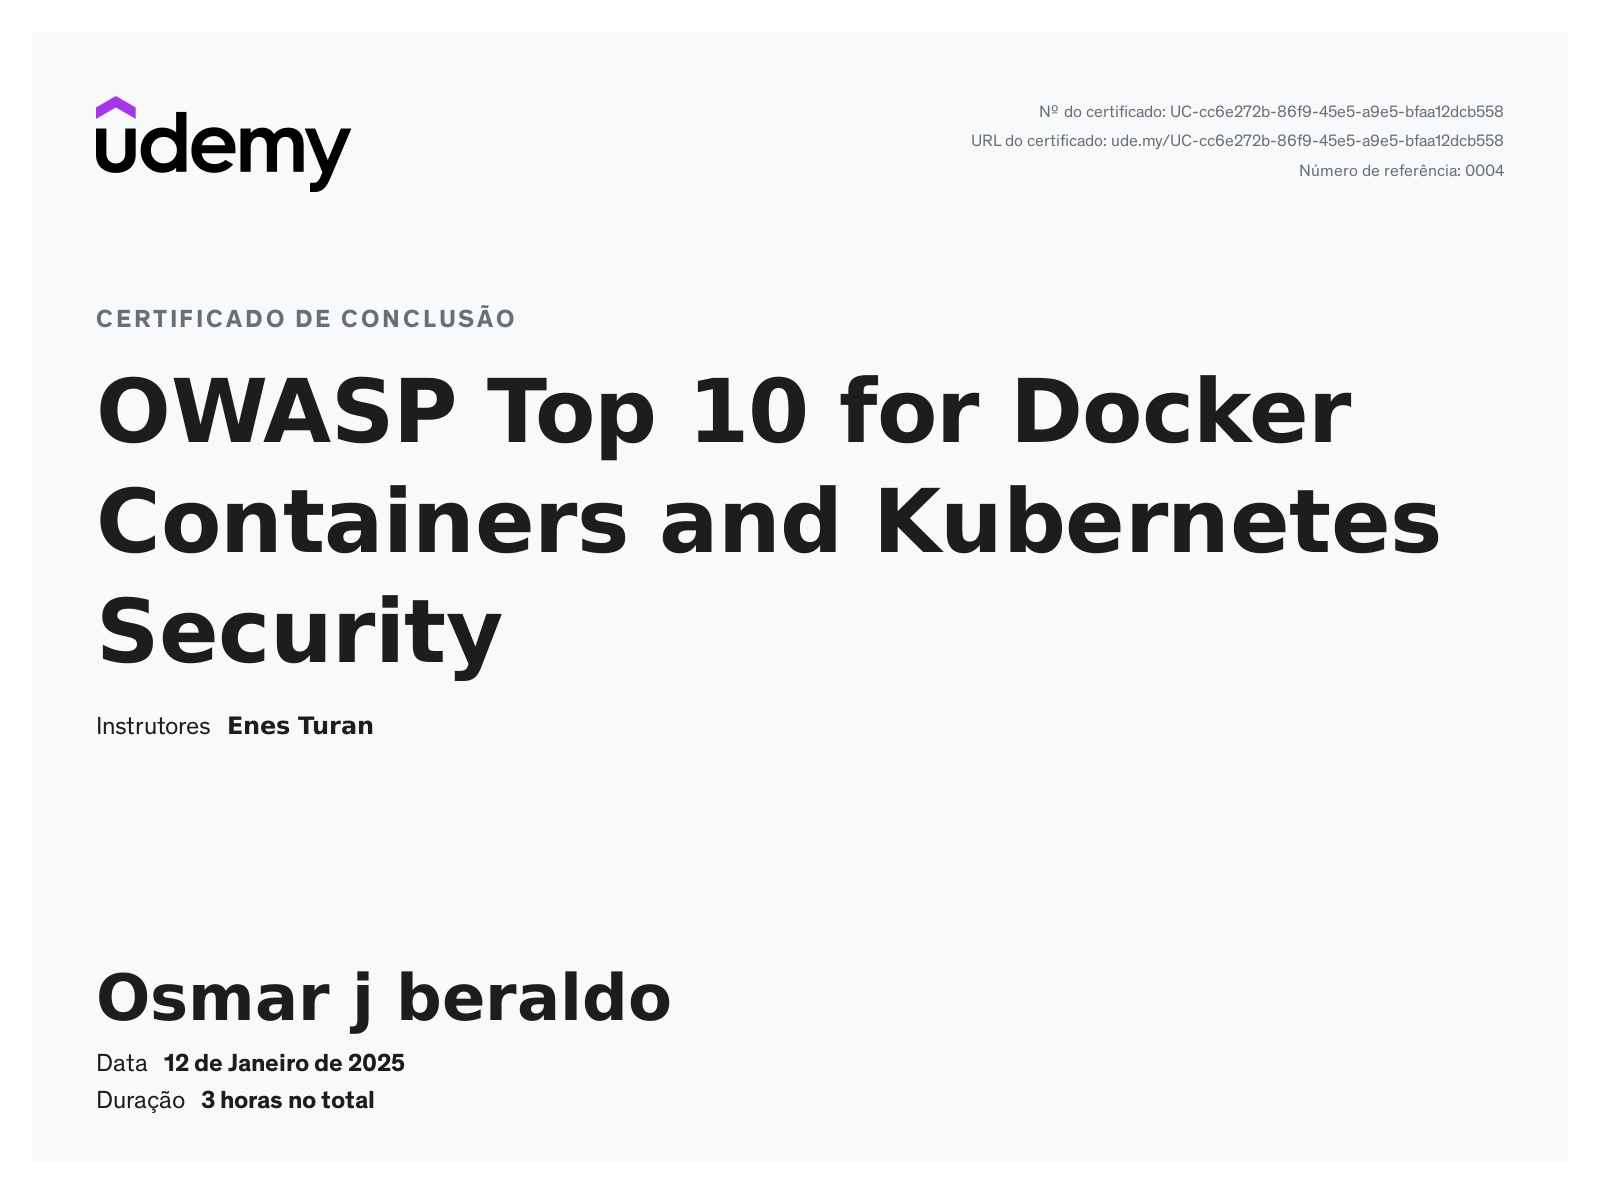 udemy
Nº do certificado: UC-cc6e272b-86f9-45e5-a9e5-bfaa12dcb558
URL do certificado: ude.my/UC-cc6e272b-86f9-45e5-a9e5-bfaa12dcb558
Número de referência: 0004
CERTIFICADO DE CONCLUSÃO
OWASP Top 10 for Docker
Containers and Kubernetes
Security
Instrutores Enes Turan
Osmar j beraldo
Data 12 de Janeiro de 2025
Duração 3 horas no total